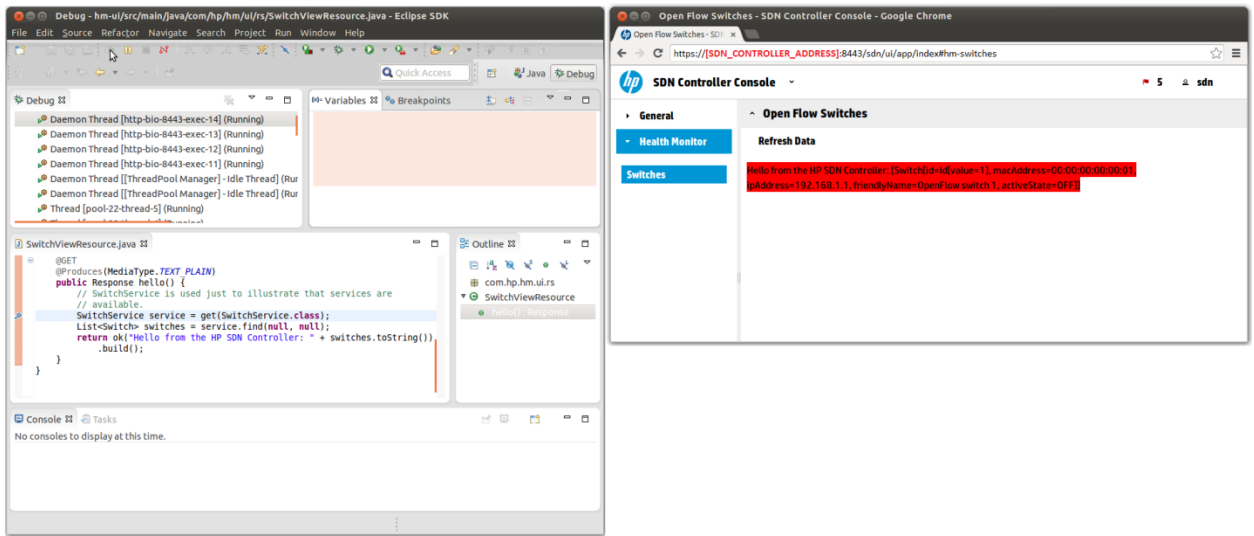 Debug - hm-ui/src/main/java/com/hp/hm/ui/rs/SwitchViewResource.java - Eclipse SDK
File Edit Source Refactor Navigate Search Project Run Window Help
Quick Access
Java
Debug
Debug
Daemon Thread [http-bio-8443-exec-14] (Running)
Daemon Thread [http-bio-8443-exec-13] (Running)
Daemon Thread [http-bio-8443-exec-12] (Running)
Daemon Thread [http-bio-8443-exec-11] (Running)
Daemon Thread [[ThreadPool Manager] - Idle Thread] (Rur
Daemon Thread [[ThreadPool Manager] - Idle Thread] (Rur
Thread [pool-22-thread-5] (Running)
Variables
Breakpoints
SwitchViewResource.java
@GET
@Produces(MediaType.TEXT_PLAIN)
public Response hello() {
// SwitchService is used just to illustrate that services are
// available.
SwitchService service = get(SwitchService.class);
List<Switch> switches = service.find(null, null);
return ok("Hello from the HP SDN Controller: " + switches.toString())
.build();
}
}
Outline
com.hp.hm.ui.rs
SwitchViewResource
hello() : Response
Console
Tasks
No consoles to display at this time.
Open Flow Switches - SDN Controller Console - Google Chrome
Open Flow Switches - SDN
https://[SDN_CONTROLLER_ADDRESS]:8443/sdn/ui/app/index#hm-switches
hp
SDN Controller Console
5
sdn
General
Health Monitor
Switches
Open Flow Switches
Refresh Data
Hello from the HP SDN Controller: [Switch[id=Id[value=1], macAddress=00:00:00:00:00:01,
ipAddress=192.168.1.1, friendlyName=OpenFlow switch 1, activeState=OFF]]